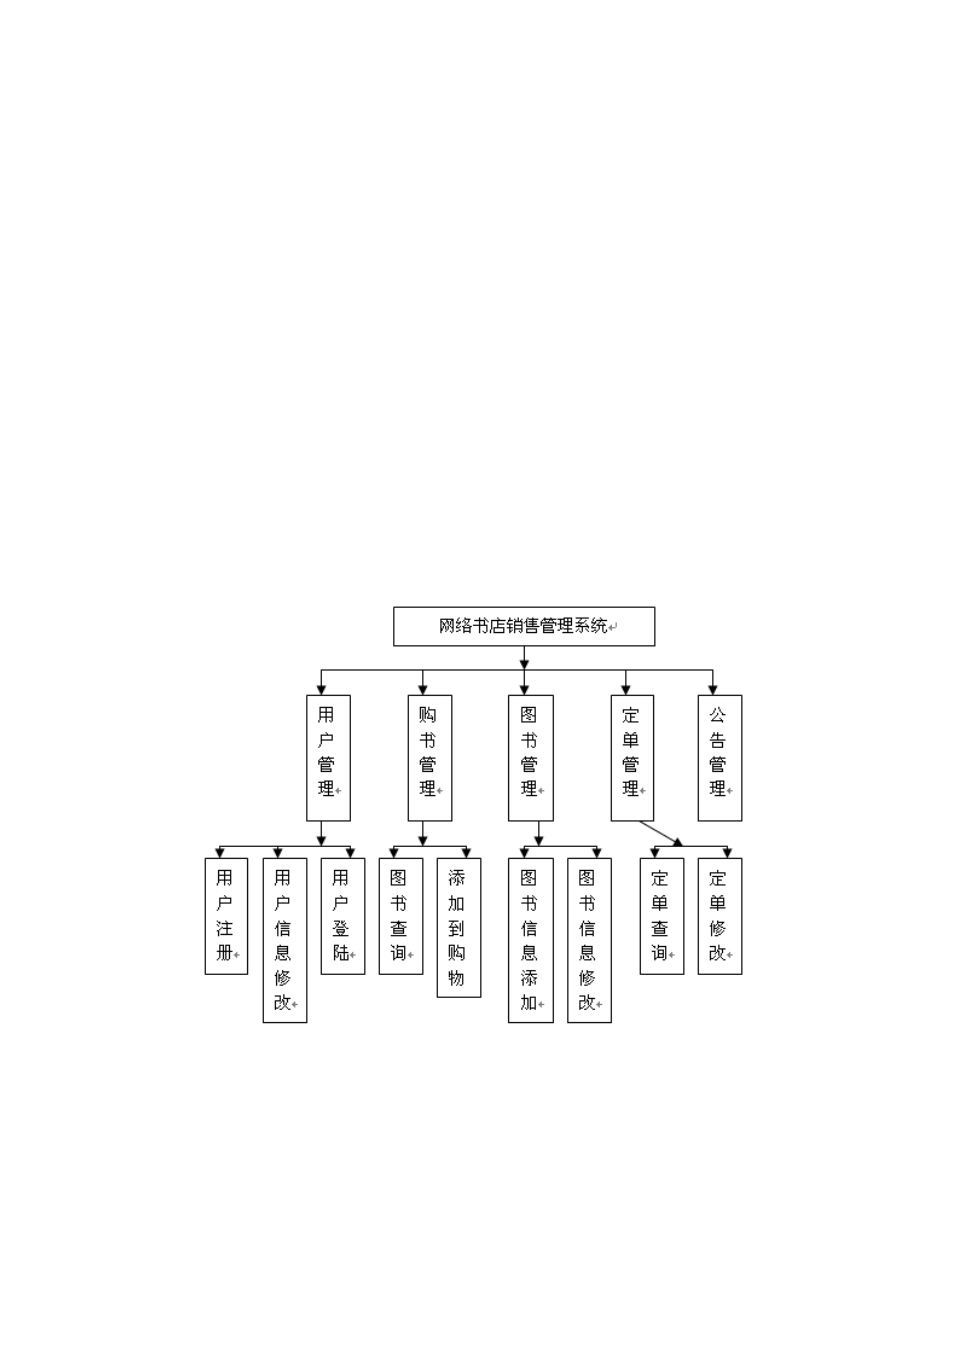 网络书店销售管理系统
用户管理
购书管理
图书管理
定单管理
公告管理
用户注册
用户信息修改
用户登陆
图书查询
添加到购物
图书信息添加
图书信息修改
定单查询
定单修改